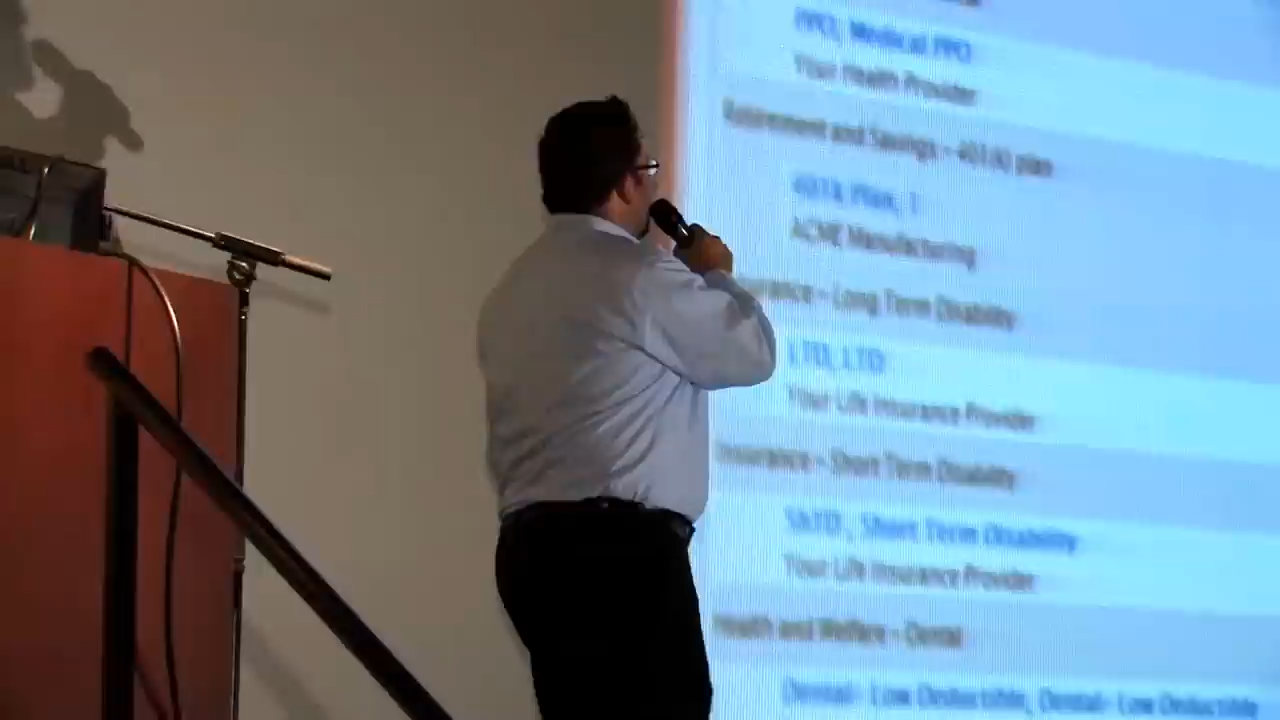 PPO, Medical PPO
Your Health Provider
Retirement and Savings - 401(k) plan
401k Plan, 1
ACME Manufacturing
urance - Long Term Disability
LTD, LTD
Your Life Insurance Provider
Insurance - Short Term Disability
Short Term Disability
Your Life Insurance Provider
Health and Welfare - Dental
Dental- Low Deductible, Dental- Low Deductible